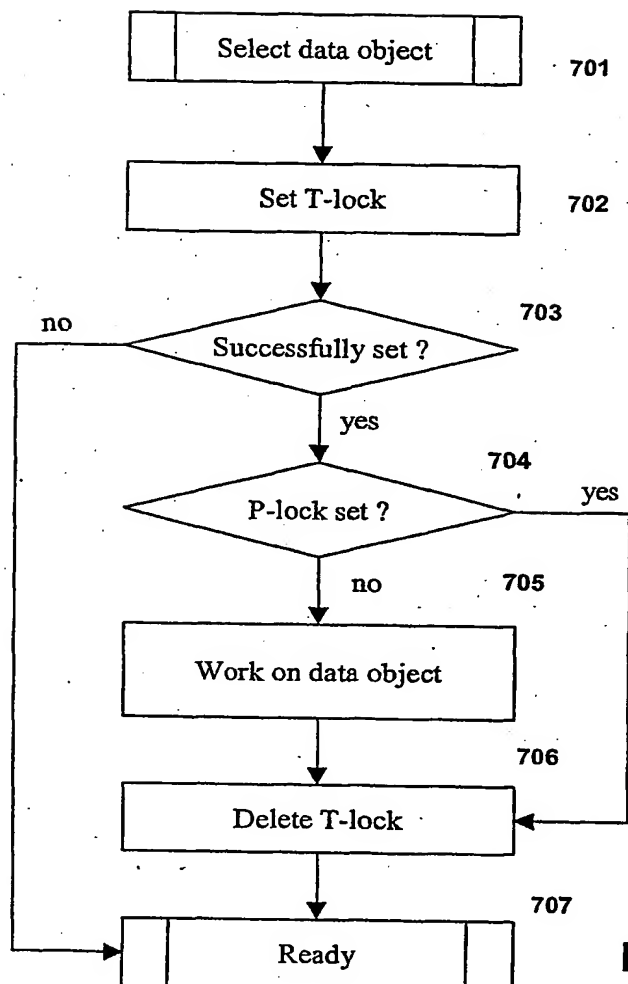 Select data object
701
Set T-lock
702
703
no
Successfully set ?
yes
704
P-lock set ?
yes
no
705
Work on data object
706
Delete T-lock
707
Ready